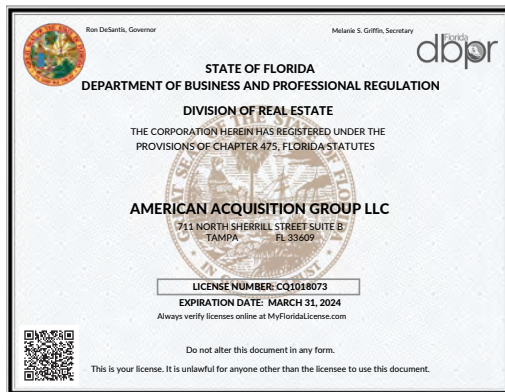 Ron DeSantis, Governor
Melanie S. Griffin, Secretary
Florida
dbpr
STATE OF FLORIDA
DEPARTMENT OF BUSINESS AND PROFESSIONAL REGULATION
DIVISION OF REAL ESTATE
THE CORPORATION HEREIN HAS REGISTERED UNDER THE
PROVISIONS OF CHAPTER 475, FLORIDA STATUTES
AMERICAN ACQUISITION GROUP LLC
711 NORTH SHERRILL STREET SUITE B
TAMPA FL 33609
LICENSE NUMBER: CQ1018073
EXPIRATION DATE: MARCH 31, 2024
Always verify licenses online at MyFloridaLicense.com
Do not alter this document in any form.
This is your license. It is unlawful for anyone other than the licensee to use this document.